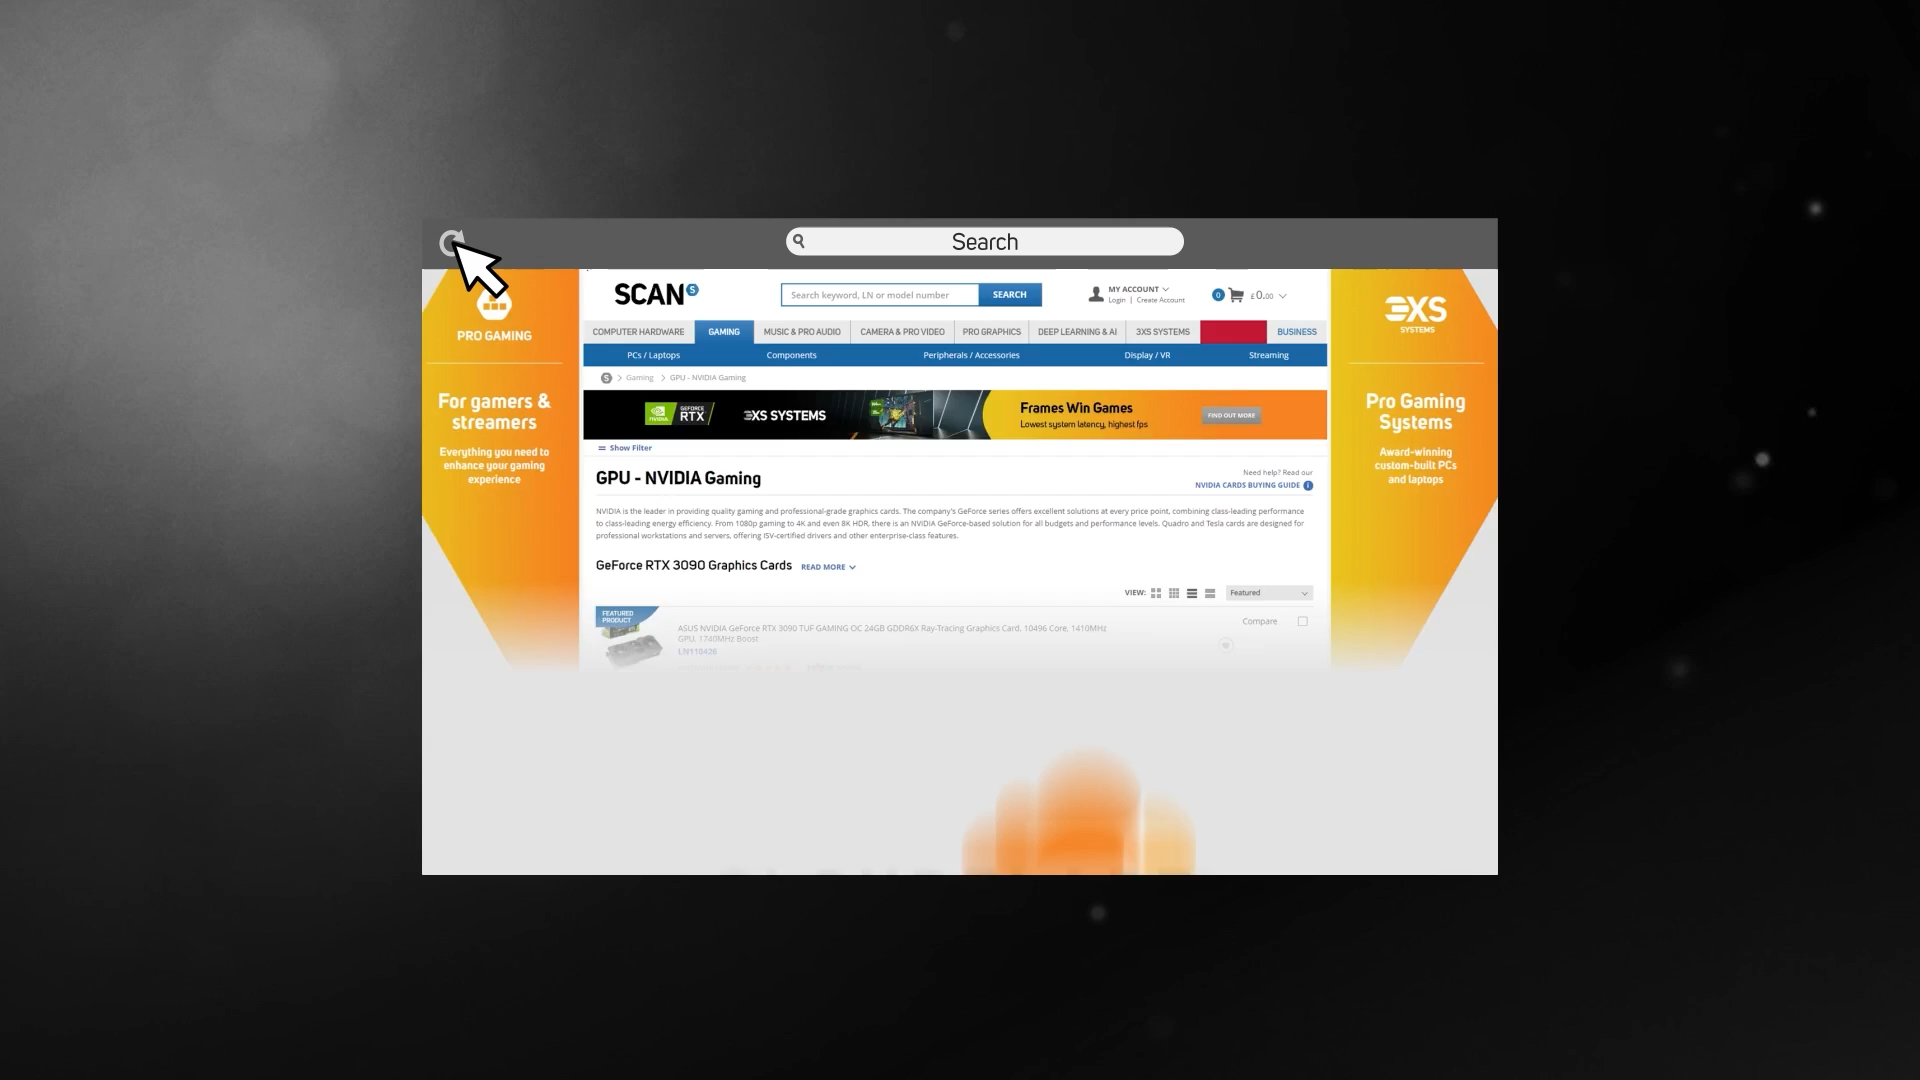 Search
SCAN S
Search keyword, LN or model number
SEARCH
MY ACCOUNT
Login | Create Account
0
£0.00
PRO GAMING
For gamers &
streamers
Everything you need to
enhance your gaming
experience
3XS
SYSTEMS
Pro Gaming
Systems
Award-winning
custom-built PCs
and laptops
COMPUTER HARDWARE
GAMING
MUSIC & PRO AUDIO
CAMERA & PRO VIDEO
PRO GRAPHICS
DEEP LEARNING & AI
3XS SYSTEMS
BUSINESS
PCs / Laptops
Components
Peripherals / Accessories
Display / VR
Streaming
S > Gaming > GPU - NVIDIA Gaming
NVIDIA
GEFORCE
RTX
3XS SYSTEMS
Frames Win Games
Lowest system latency, highest fps
FIND OUT MORE
Show Filter
GPU - NVIDIA Gaming
Need help? Read our
NVIDIA CARDS BUYING GUIDE i
NVIDIA is the leader in providing quality gaming and professional-grade graphics cards. The company's GeForce series offers excellent solutions at every price point, combining class-leading performance
to class-leading energy efficiency. From 1080p gaming to 4K and even 8K HDR, there is an NVIDIA GeForce-based solution for all budgets and performance levels. Quadro and Tesla cards are designed for
professional workstations and servers, offering ISV-certified drivers and other enterprise-class features.
GeForce RTX 3090 Graphics Cards
READ MORE
VIEW:
Featured
FEATURED
PRODUCT
ASUS NVIDIA GeForce RTX 3090 TUF GAMING OC 24GB GDDR6X Ray-Tracing Graphics Card, 10496 Core, 1410MHz
GPU, 1740MHz Boost
LN110426
Compare